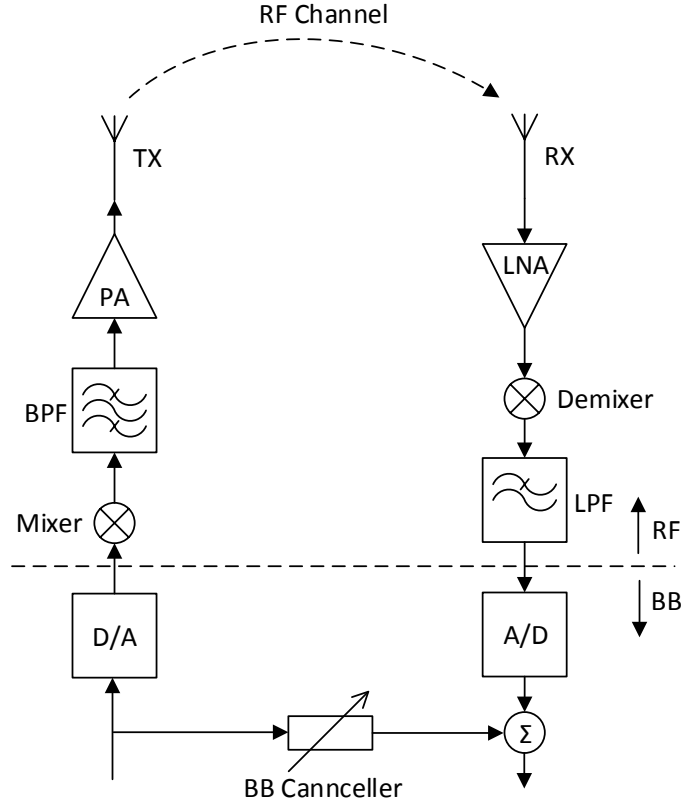 RF Channel
TX
RX
PA
LNA
BPF
Demixer
LPF
Mixer
RF
BB
D/A
A/D
Σ
BB Cannceller